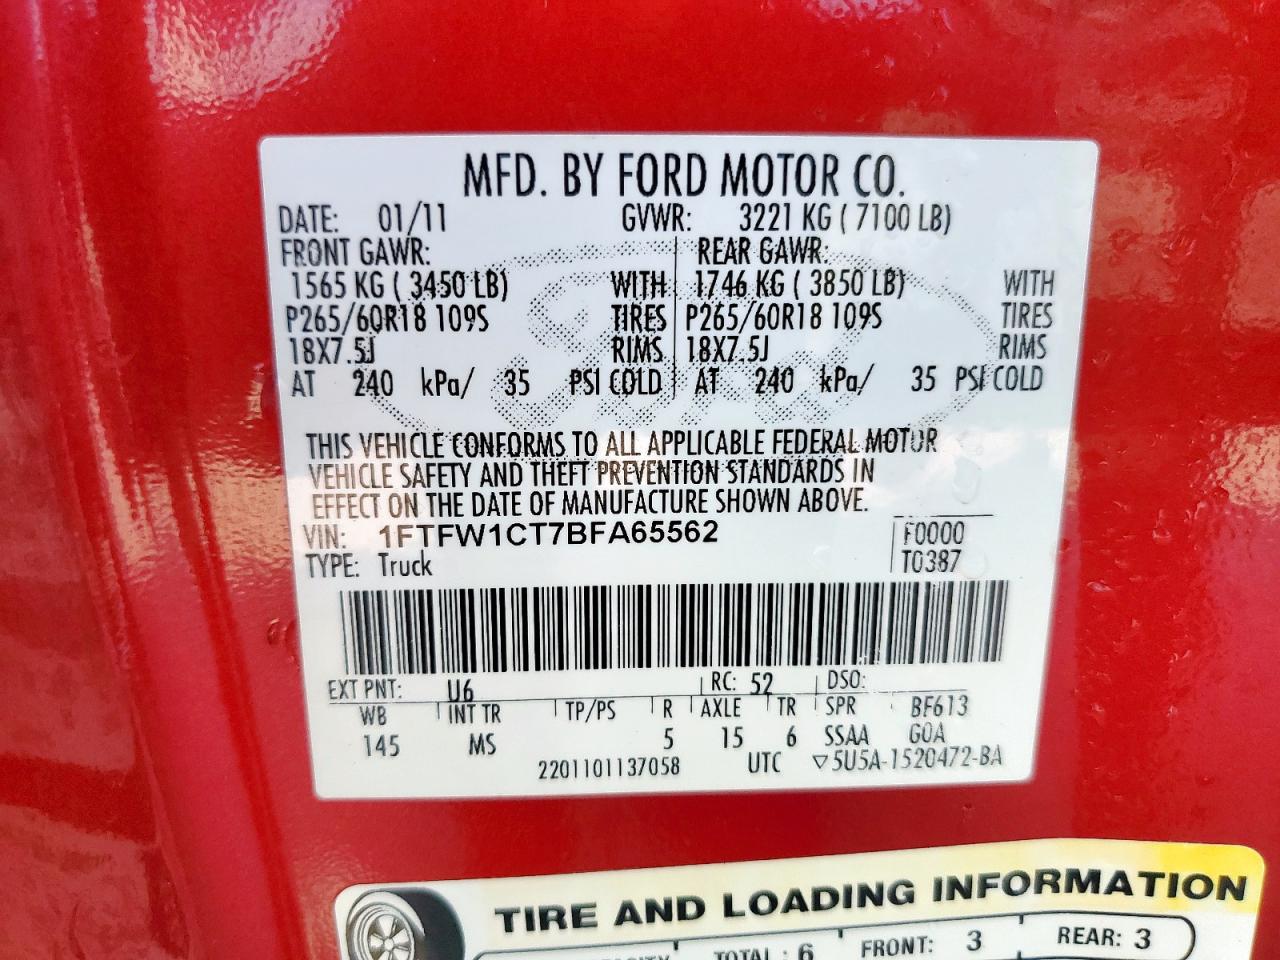 MFD. BY FORD MOTOR CO.
DATE: 01/11 GVWR: 3221 KG ( 7100 LB)
FRONT GAWR: REAR GAWR:
1565 KG ( 3450 LB) WITH 1746 KG ( 3850 LB) WITH
P265/60R18 109S TIRES P265/60R18 109S TIRES
18X7.5J RIMS 18X7.5J RIMS
AT 240 kPa/ 35 PSI COLD AT 240 kPa/ 35 PSI COLD
THIS VEHICLE CONFORMS TO ALL APPLICABLE FEDERAL MOTOR
VEHICLE SAFETY AND THEFT PREVENTION STANDARDS IN
EFFECT ON THE DATE OF MANUFACTURE SHOWN ABOVE.
VIN: 1FTFW1CT7BFA65562 F0000
TYPE: Truck T0387
EXT PNT: U6 RC: 52 DSO:
WB INT TR TP/PS R AXLE TR SPR BF613
145 MS 5 15 6 SSAA G0A
2201101137058 UTC ▽5U5A-1520472-BA
TIRE AND LOADING INFORMATION
TOTAL : 6 FRONT: 3 REAR: 3